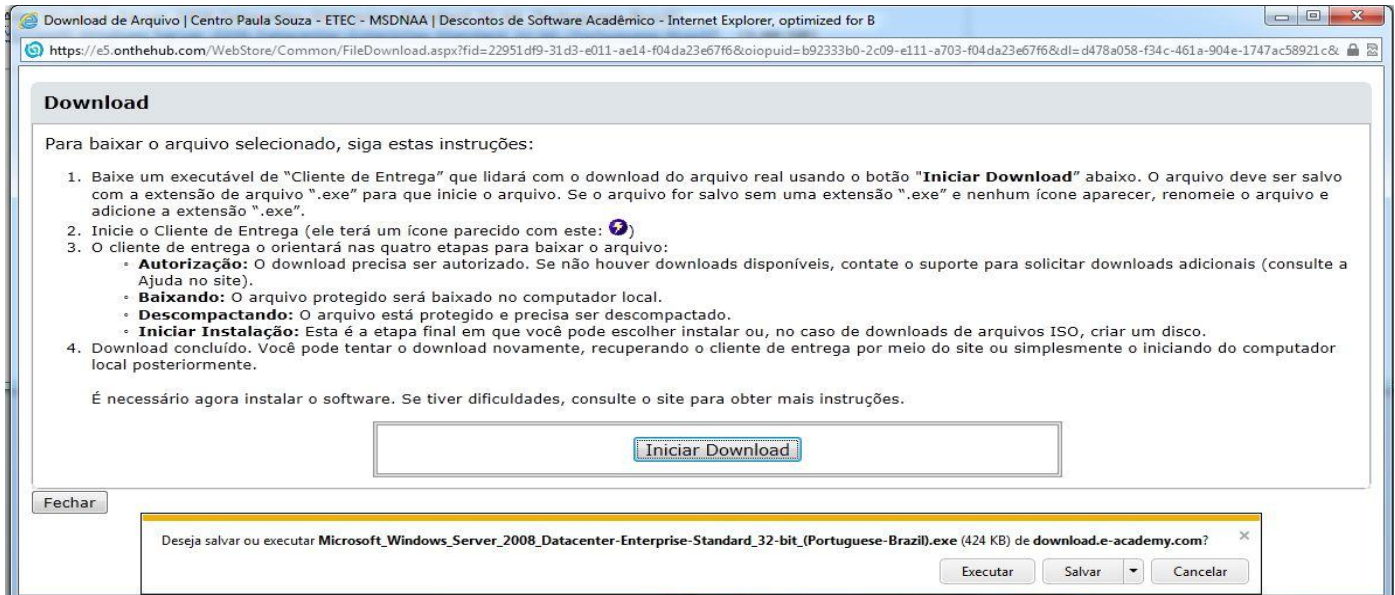 Download de Arquivo | Centro Paula Souza - ETEC - MSDNAA | Descontos de Software Acadêmico - Internet Explorer, optimized for B
https://e5.onthehub.com/WebStore/Common/FileDownload.aspx?fid=22951df9-31d3-e011-ae14-f04da23e67f6&oiopuid=b92333b0-2c09-e111-a703-f04da23e67f6&dl=d478a058-f34c-461a-904e-1747ac58921c&
Download
Para baixar o arquivo selecionado, siga estas instruções:
1. Baixe um executável de “Cliente de Entrega” que lidará com o download do arquivo real usando o botão "Iniciar Download” abaixo. O arquivo deve ser salvo
com a extensão de arquivo “.exe” para que inicie o arquivo. Se o arquivo for salvo sem uma extensão “.exe” e nenhum ícone aparecer, renomeie o arquivo e
adicione a extensão “.exe”.
2. Inicie o Cliente de Entrega (ele terá um ícone parecido com este: )
3. O cliente de entrega o orientará nas quatro etapas para baixar o arquivo:
◦ Autorização: O download precisa ser autorizado. Se não houver downloads disponíveis, contate o suporte para solicitar downloads adicionais (consulte a
Ajuda no site).
◦ Baixando: O arquivo protegido será baixado no computador local.
◦ Descompactando: O arquivo está protegido e precisa ser descompactado.
◦ Iniciar Instalação: Esta é a etapa final em que você pode escolher instalar ou, no caso de downloads de arquivos ISO, criar um disco.
4. Download concluído. Você pode tentar o download novamente, recuperando o cliente de entrega por meio do site ou simplesmente o iniciando do computador
local posteriormente.
É necessário agora instalar o software. Se tiver dificuldades, consulte o site para obter mais instruções.
Iniciar Download
Fechar
Deseja salvar ou executar Microsoft_Windows_Server_2008_Datacenter-Enterprise-Standard_32-bit_(Portuguese-Brazil).exe (424 KB) de download.e-academy.com?
Executar Salvar Cancelar